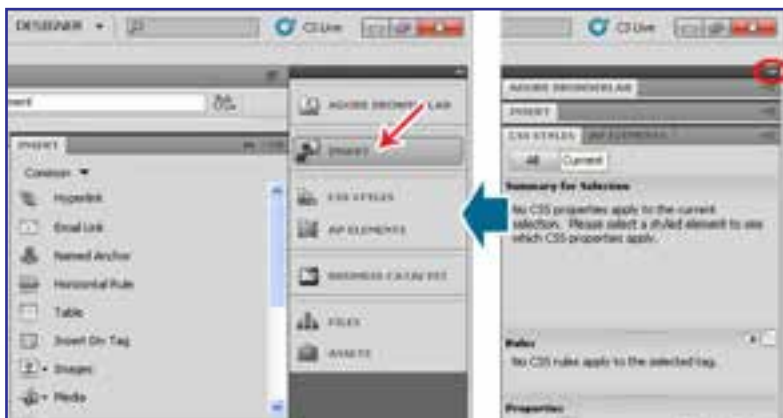 DESIGNER
CS Live
INSERT
Common
Hyperlink
Email Link
Named Anchor
Horizontal Rule
Table
Insert Div Tag
Images
Media
ADOBE BROWSERLAB
INSERT
CSS STYLES
AP ELEMENTS
BUSINESS CATALYST
FILES
ASSETS
CS Live
ADOBE BROWSERLAB
INSERT
CSS STYLES AP ELEMENTS
All Current
Summary for Selection
No CSS properties apply to the current
selection. Please select a styled element to see
which CSS properties apply.
Rules
No CSS rules apply to the selected tag.
Properties